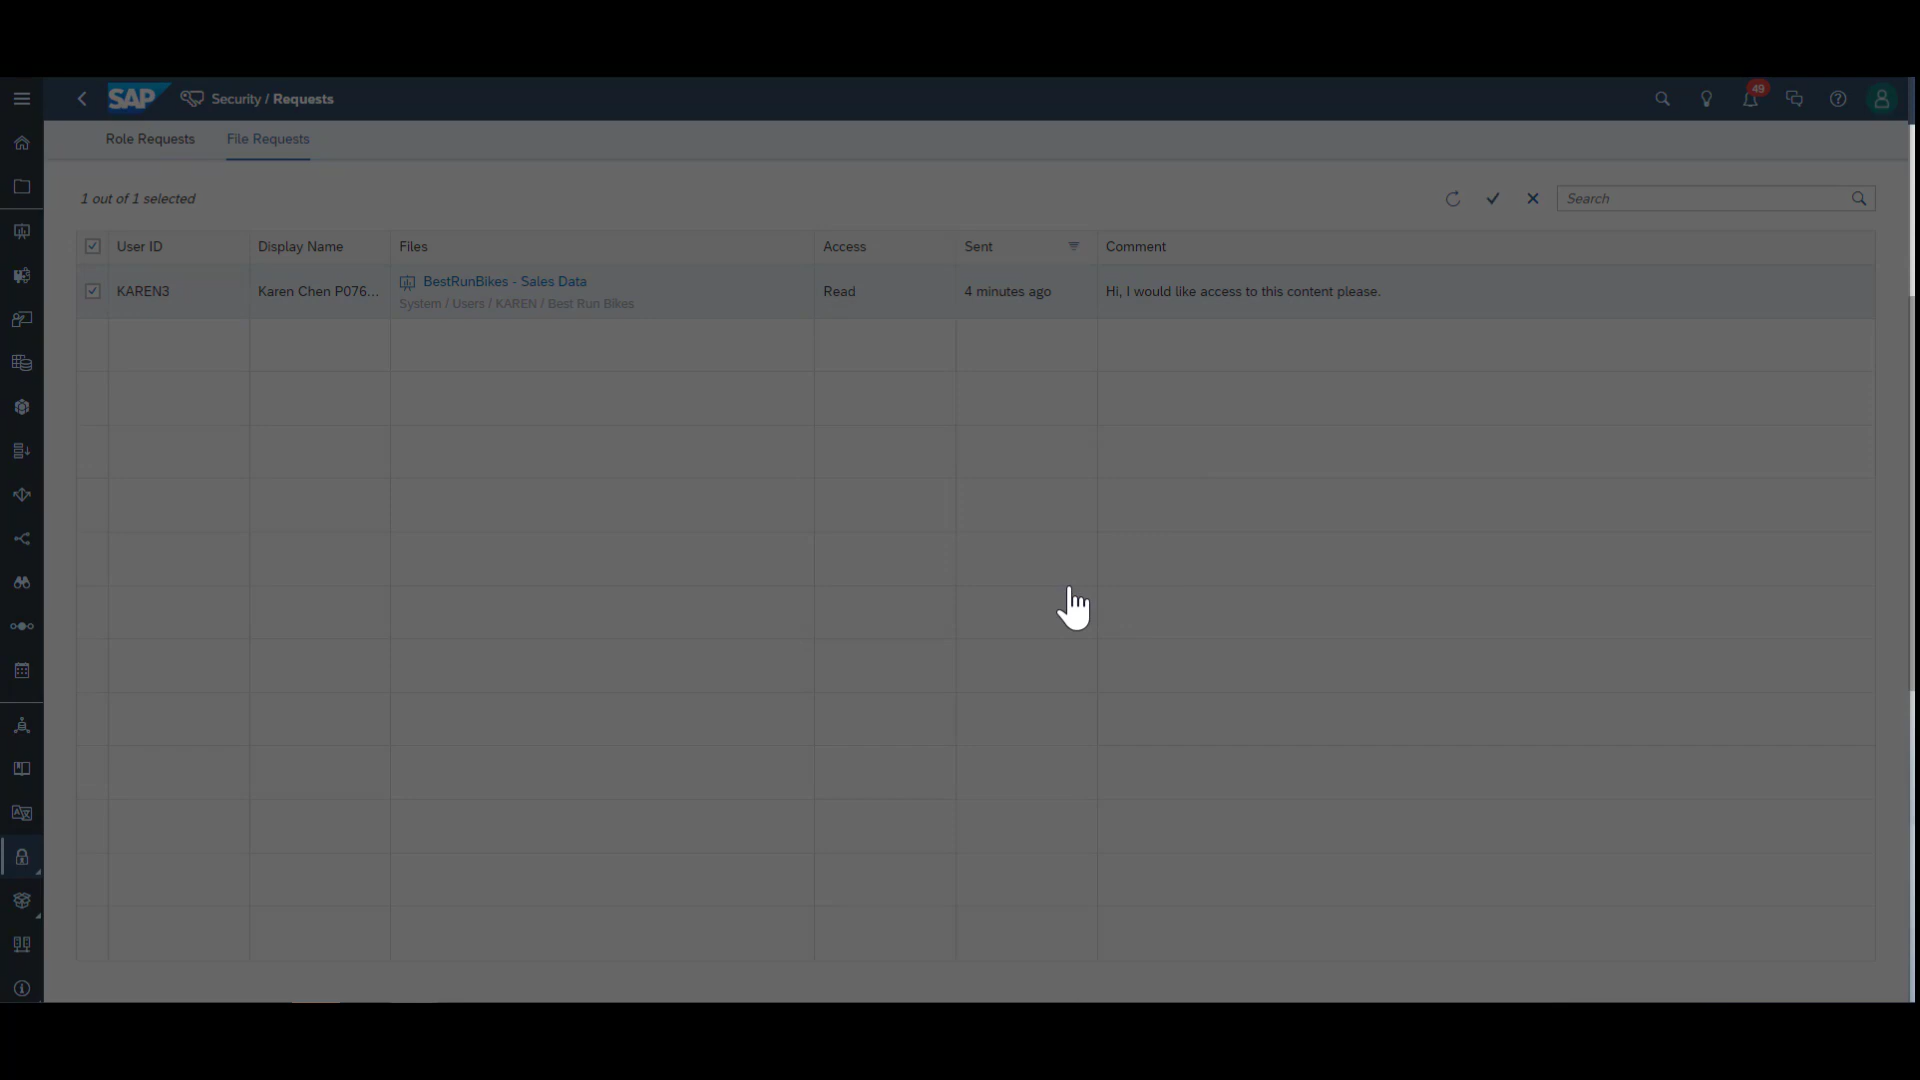 SAP Security / Requests 49
Role Requests File Requests
1 out of 1 selected Search
User ID Display Name Files Access Sent Comment
KAREN3 Karen Chen P076... BestRunBikes - Sales Data Read 4 minutes ago Hi, I would like access to this content please.
System / Users / KAREN / Best Run Bikes